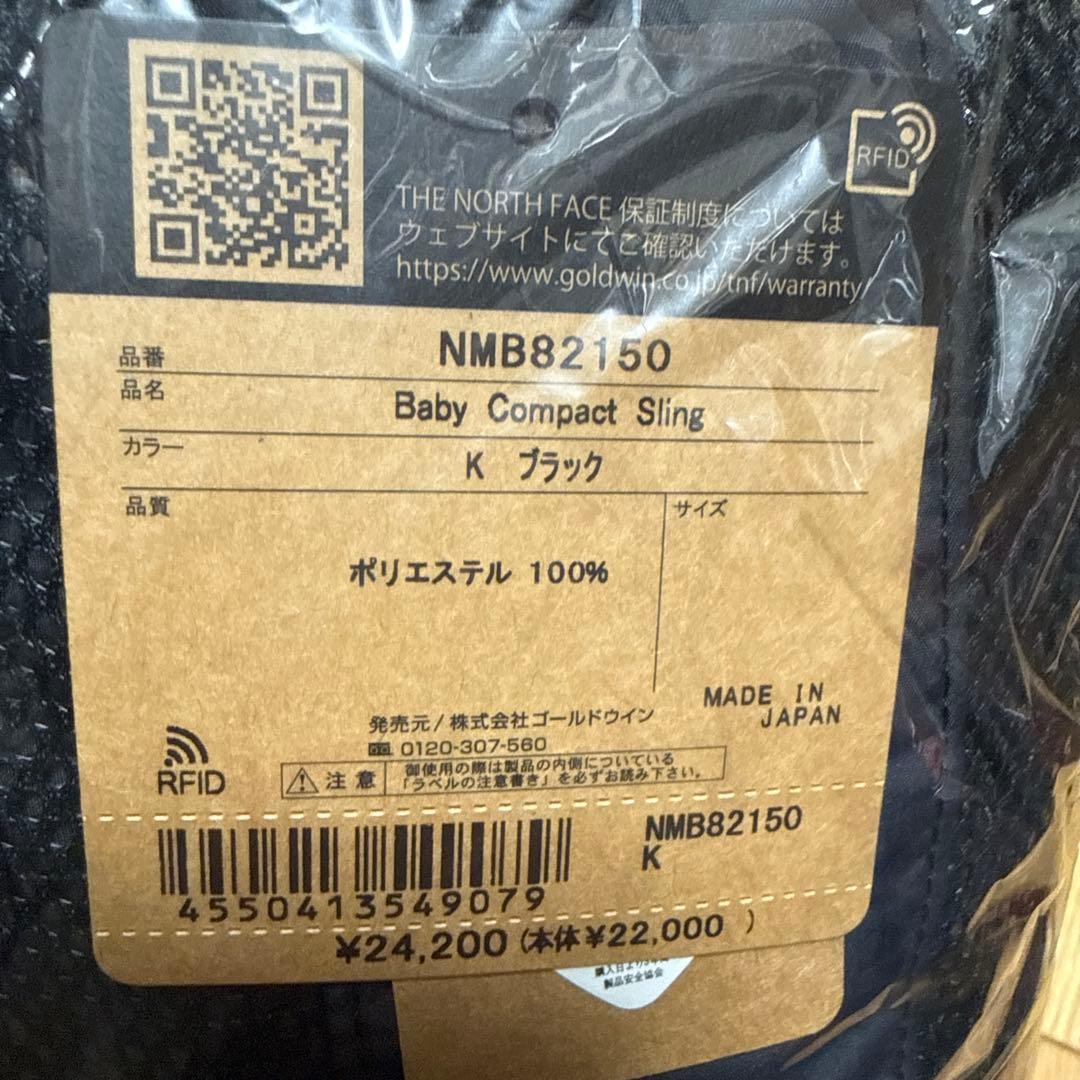 THE NORTH FACE 保証制度については
ウェブサイトにてご確認いただけます。
https://www.goldwin.co.jp/tnf/warranty/
RFID
品番 NMB82150
品名 Baby Compact Sling
カラー K ブラック
品質 ポリエステル 100%
サイズ
MADE IN
JAPAN
発売元/株式会社ゴールドウイン
0120-307-560
RFID
注意
御使用の際は製品の内側についている
「ラベルの注意書き」を必ずお読み下さい。
4550413549079
NMB82150
K
¥24,200 (本体¥22,000 )
製品安全協会